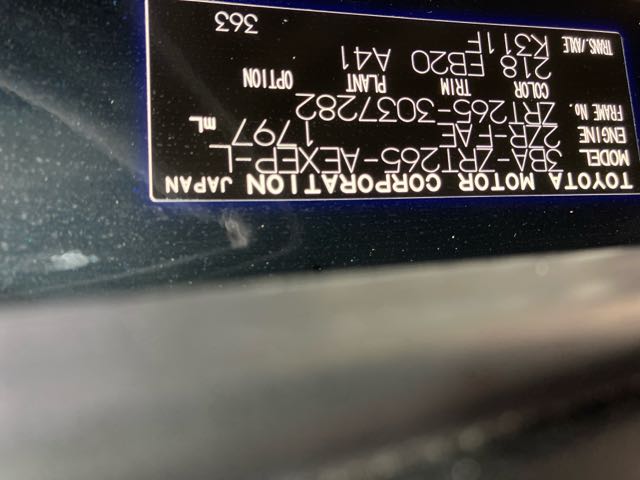 TOYOTA MOTOR CORPORATION JAPAN
MODEL 3BA-ZRT265-AEXEP-L
ENGINE 2ZR-FAE 1797 mL
FRAME No. ZRT265-3037282
COLOR TRIM PLANT OPTION
218 FB20 A41
TRANS./AXLE K311F
363